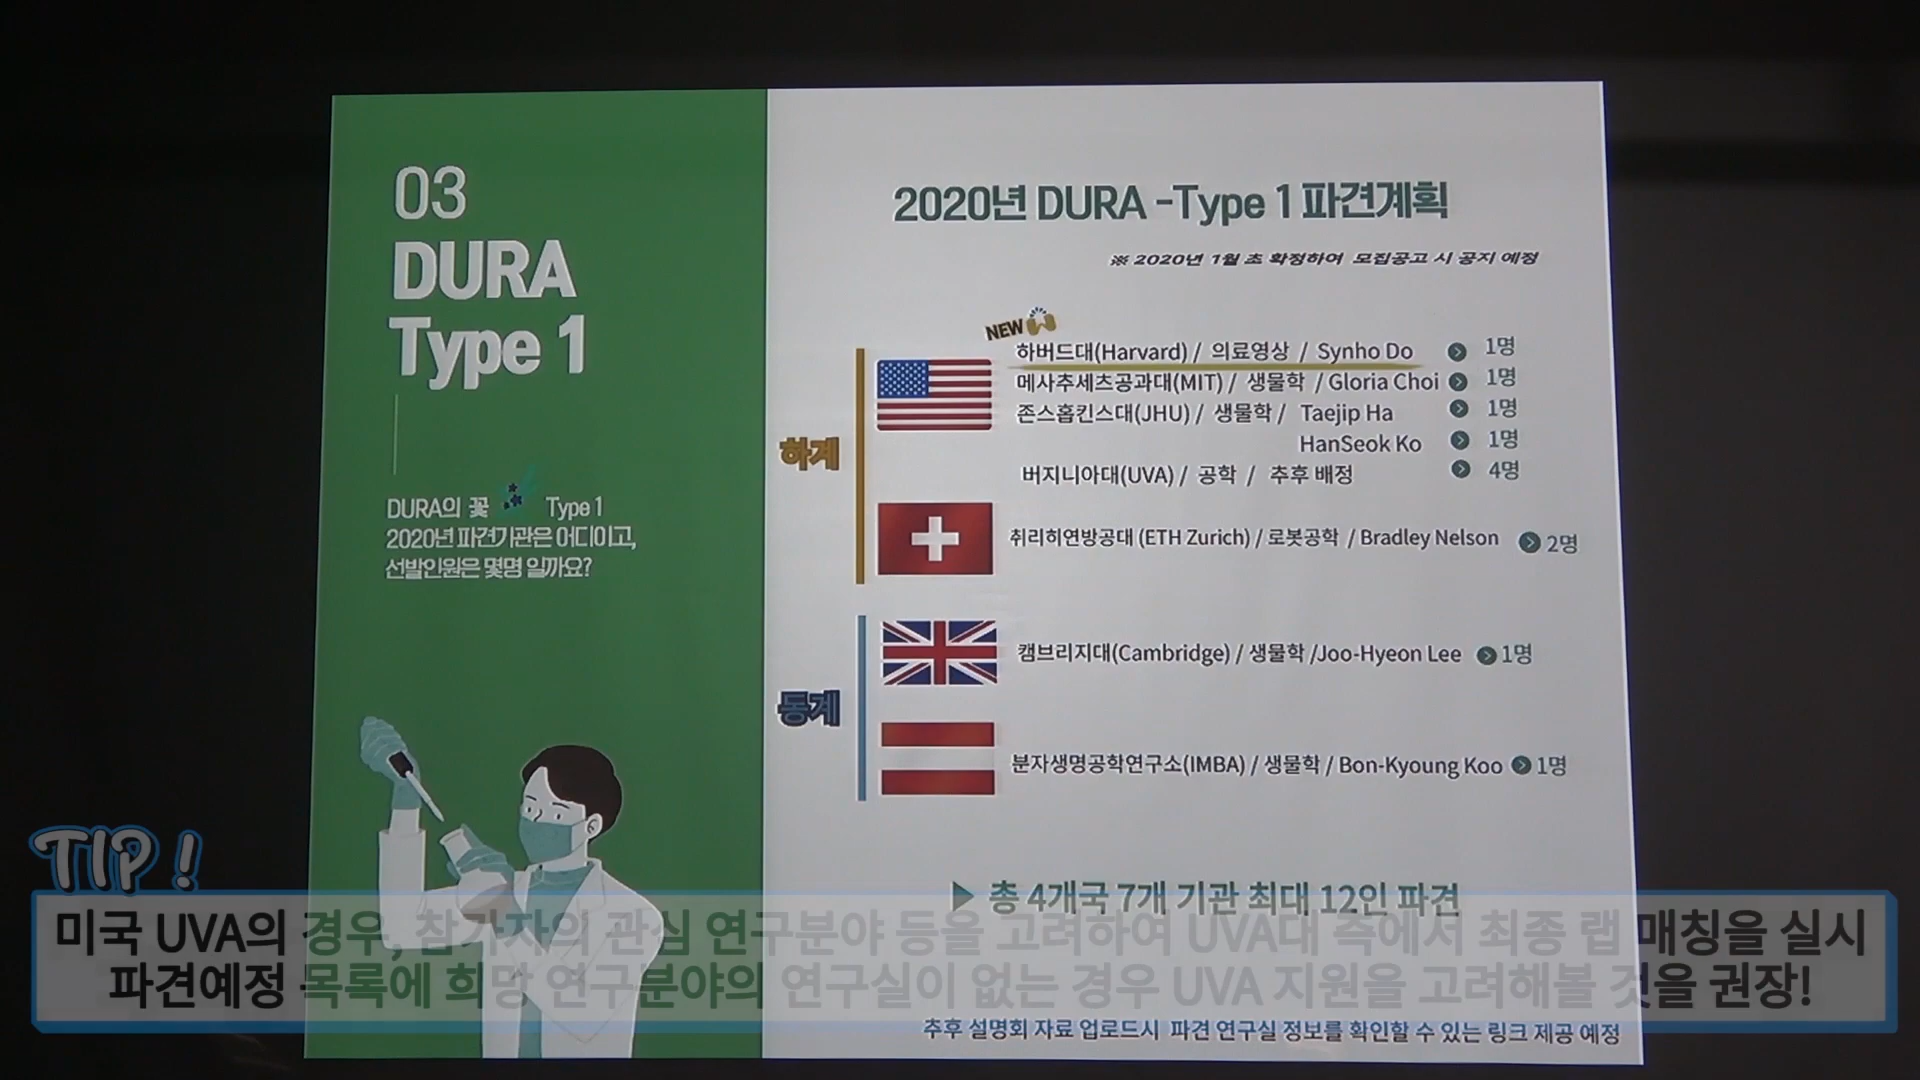 03
DURA
Type 1
DURA의 꽃 Type 1
2020년 파견기관은 어디이고,
선발인원은 몇명 일까요?
2020년 DURA -Type 1 파견계획
※ 2020년 1월 초 확정하여 모집공고 시 공지 예정
NEW
하계
하버드대(Harvard) / 의료영상 / Synho Do 1명
메사추세츠공과대(MIT) / 생물학 /Gloria Choi 1명
존스홉킨스대(JHU) / 생물학 / Taejip Ha 1명
HanSeok Ko 1명
버지니아대(UVA) / 공학 / 추후 배정 4명
취리히연방공대 (ETH Zurich) / 로봇공학 / Bradley Nelson 2명
동계
캠브리지대(Cambridge) / 생물학 /Joo-Hyeon Lee 1명
분자생명공학연구소(IMBA) / 생물학 / Bon-Kyoung Koo 1명
▶ 총 4개국 7개 기관 최대 12인 파견
TIP !
미국 UVA의 경우, 참가자의 관심 연구분야 등을 고려하여 UVA대 측에서 최종 랩 매칭을 실시
파견예정 목록에 희망 연구분야의 연구실이 없는 경우 UVA 지원을 고려해볼 것을 권장!
추후 설명회 자료 업로드시 파견 연구실 정보를 확인할 수 있는 링크 제공 예정